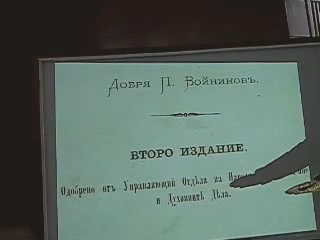 Добря П. Войниковъ.
ВТОРО ИЗДАНИЕ.
Одобрено отъ Управляющий Отдѣла на
и Духовнитѣ Дѣла.